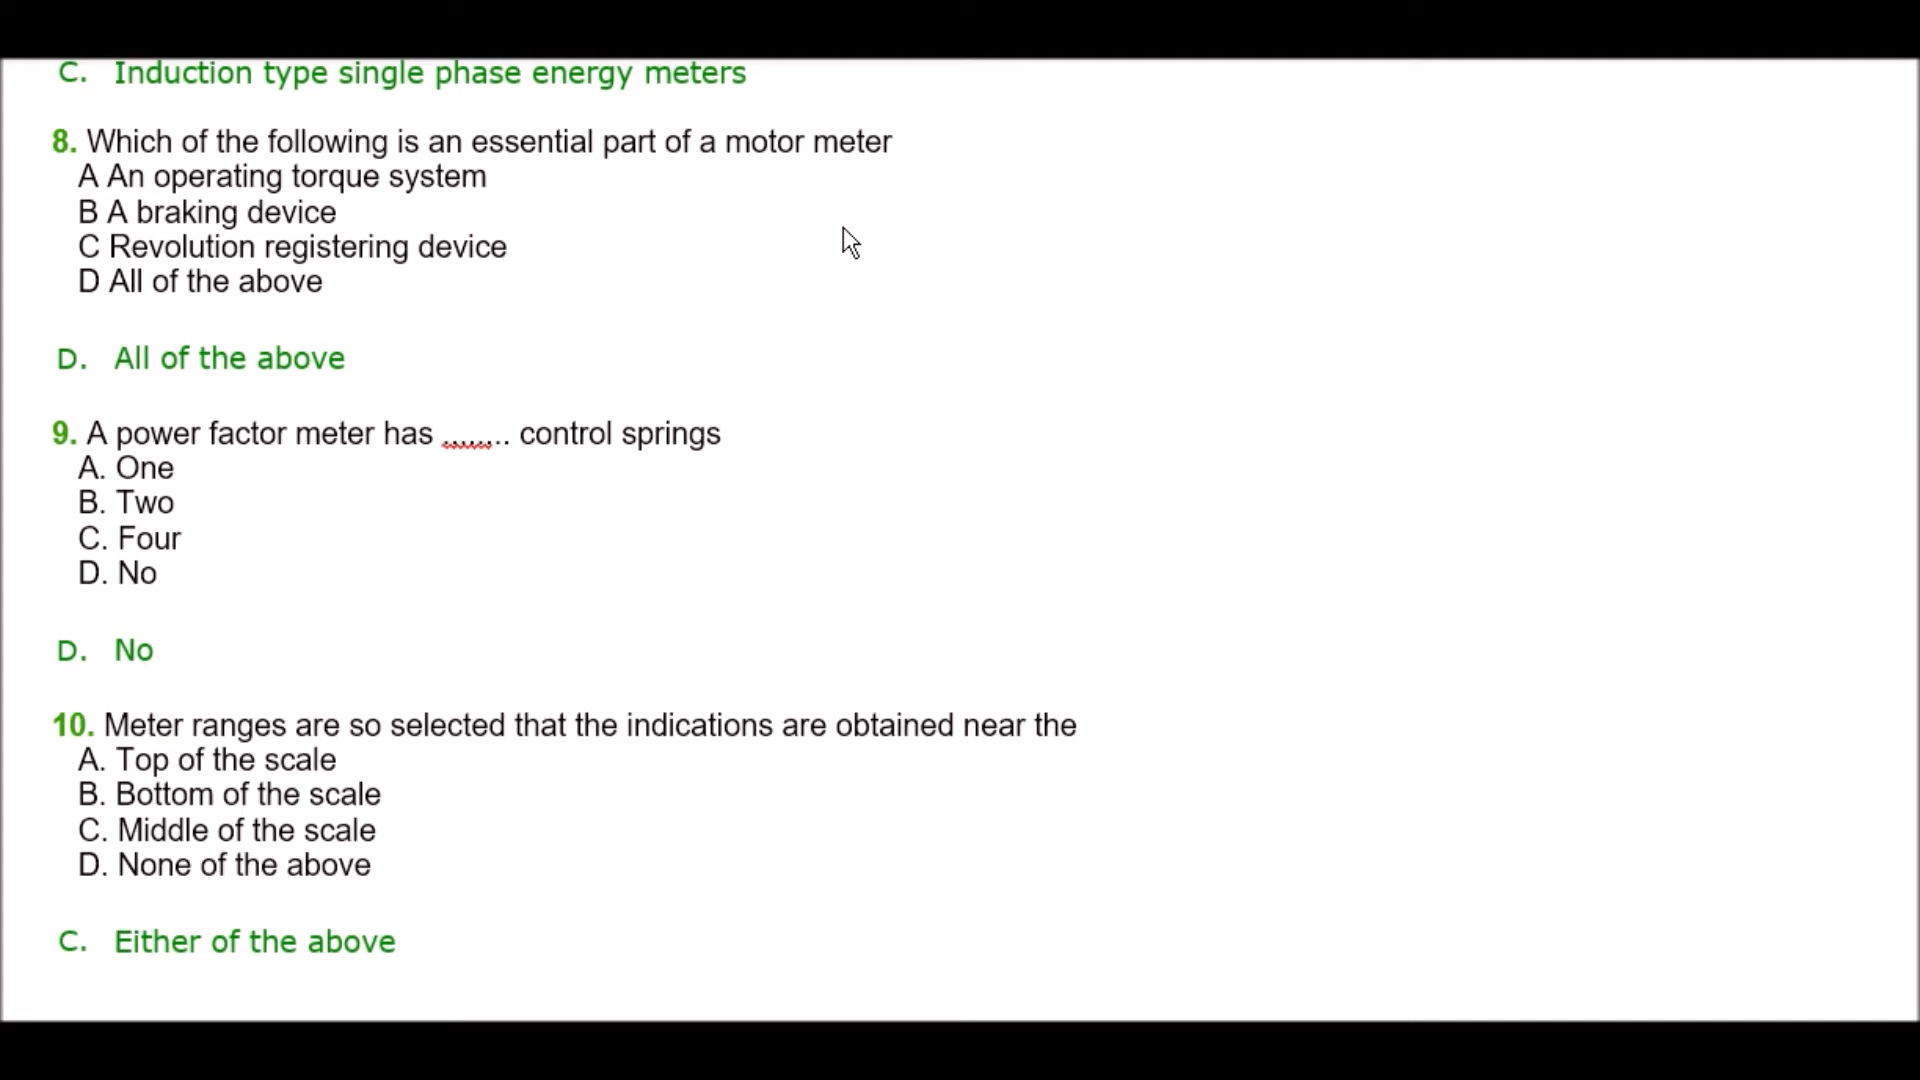 C. Induction type single phase energy meters
8. Which of the following is an essential part of a motor meter
A An operating torque system
B A braking device
C Revolution registering device
D All of the above
D. All of the above
9. A power factor meter has ........ control springs
A. One
B. Two
C. Four
D. No
D. No
10. Meter ranges are so selected that the indications are obtained near the
A. Top of the scale
B. Bottom of the scale
C. Middle of the scale
D. None of the above
C. Either of the above